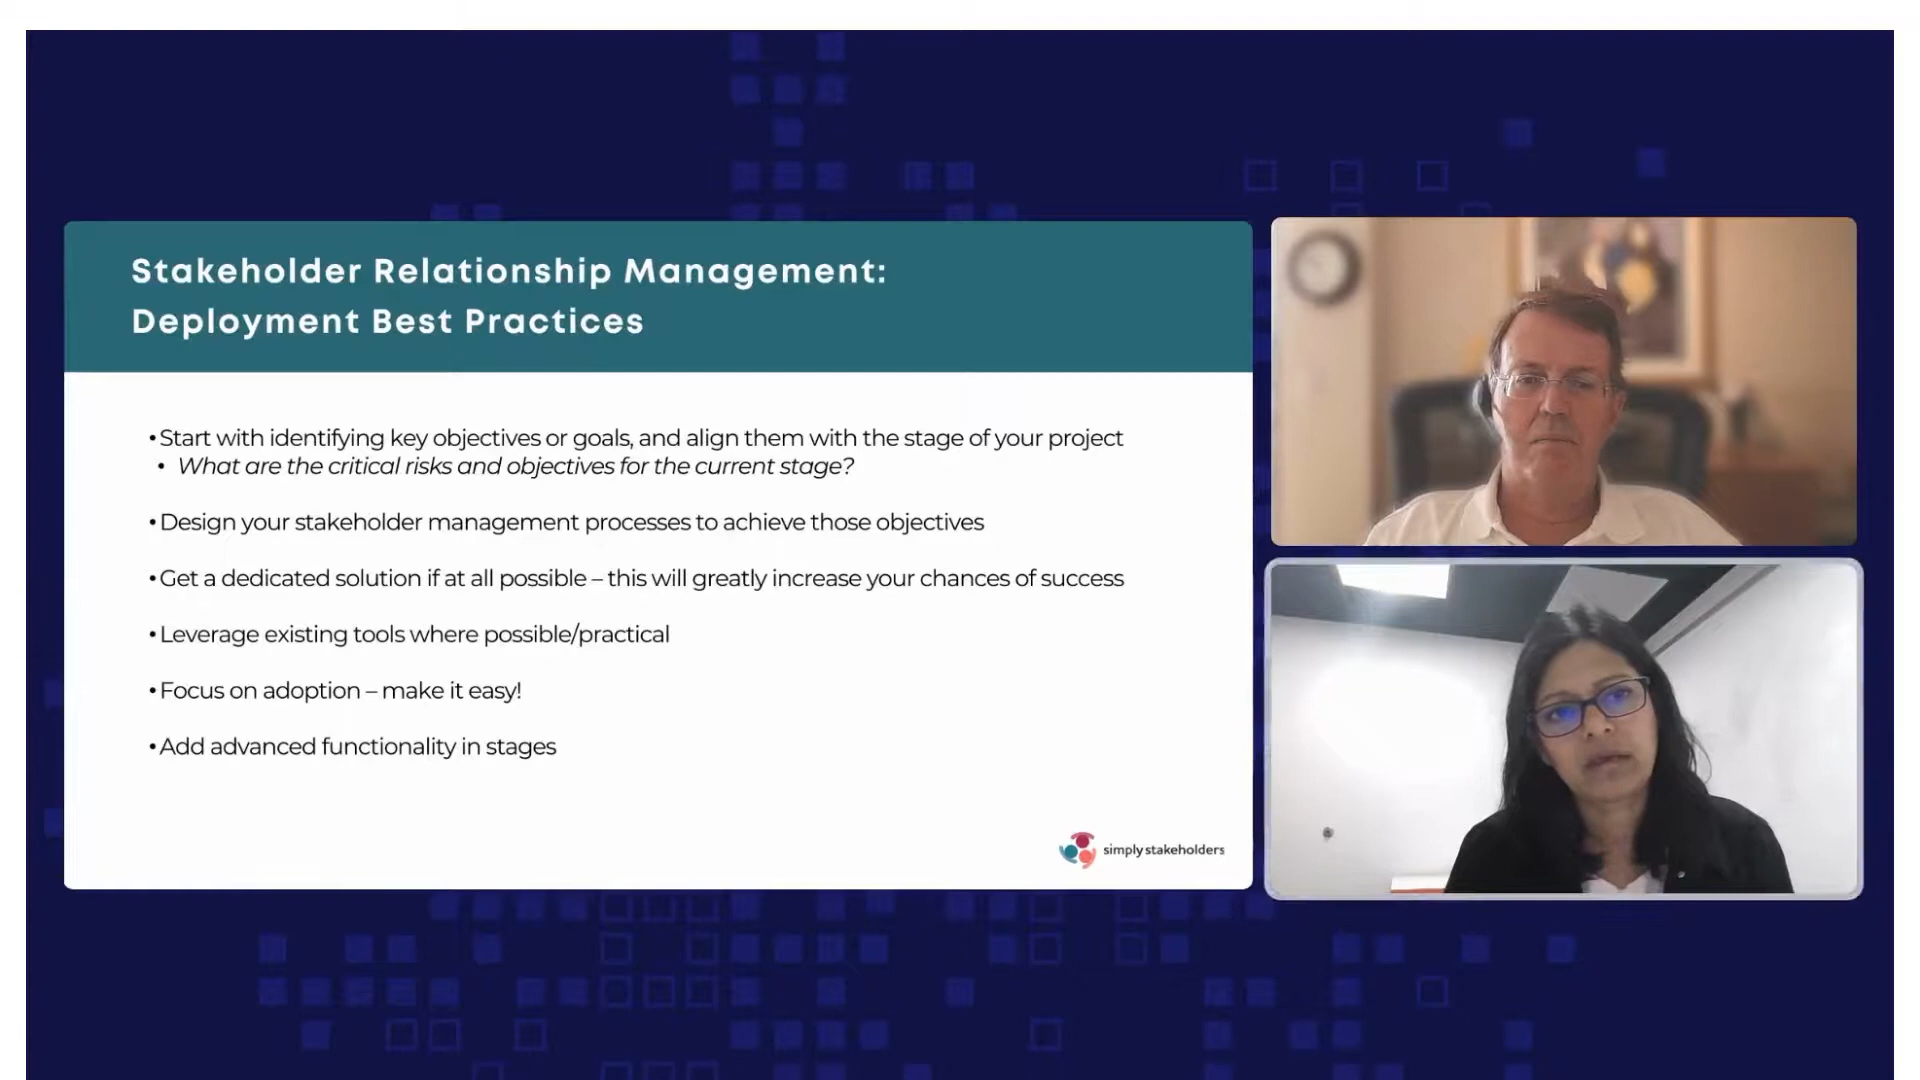 Stakeholder Relationship Management:
Deployment Best Practices
•Start with identifying key objectives or goals, and align them with the stage of your project
• What are the critical risks and objectives for the current stage?
•Design your stakeholder management processes to achieve those objectives
•Get a dedicated solution if at all possible – this will greatly increase your chances of success
•Leverage existing tools where possible/practical
•Focus on adoption – make it easy!
•Add advanced functionality in stages
simply stakeholders